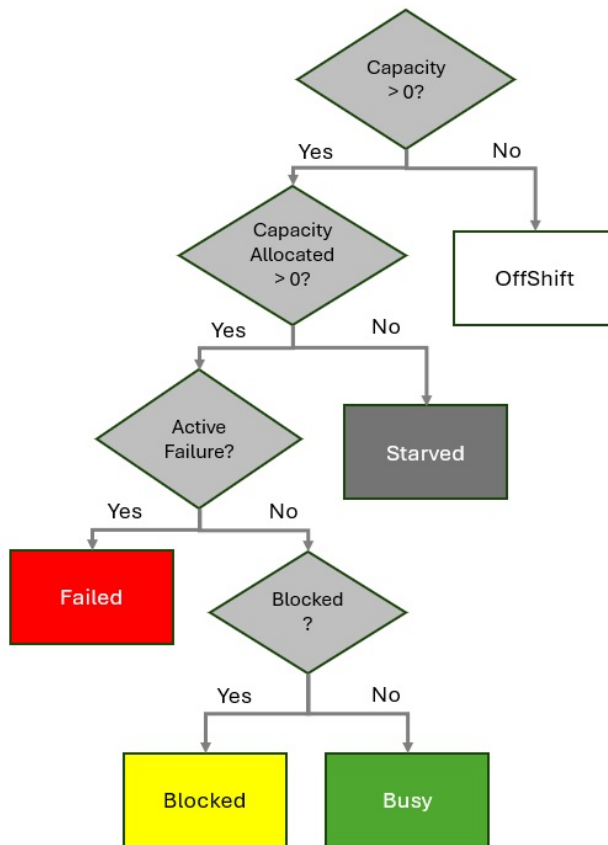 Capacity
> 0?
Yes
No
Capacity
Allocated
> 0?
OffShift
Yes
No
Active
Failure?
Starved
Yes
No
Failed
Blocked
?
Yes
No
Blocked
Busy